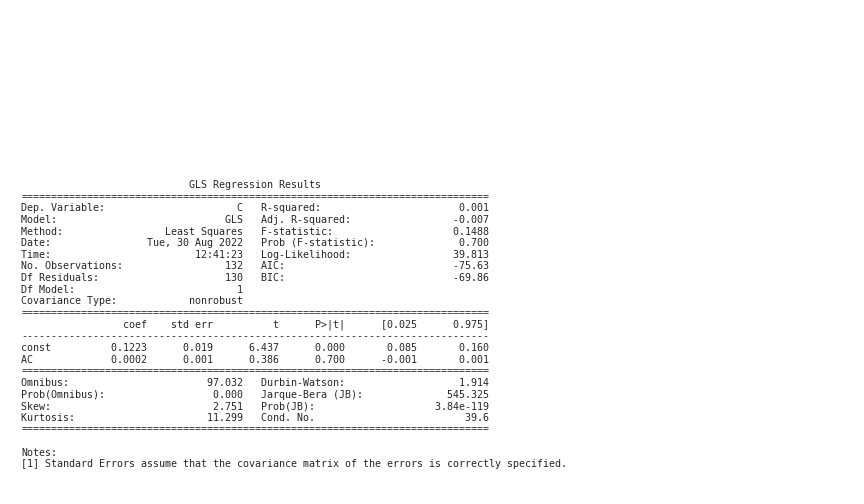 GLS Regression Results
==============================================================================
Dep. Variable:                      C   R-squared:                       0.001
Model:                            GLS   Adj. R-squared:                 -0.007
Method:                 Least Squares   F-statistic:                    0.1488
Date:                Tue, 30 Aug 2022   Prob (F-statistic):              0.700
Time:                        12:41:23   Log-Likelihood:                 39.813
No. Observations:                 132   AIC:                            -75.63
Df Residuals:                     130   BIC:                            -69.86
Df Model:                           1
Covariance Type:            nonrobust
==============================================================================
                 coef    std err          t      P>|t|      [0.025      0.975]
------------------------------------------------------------------------------
const          0.1223      0.019      6.437      0.000       0.085       0.160
AC             0.0002      0.001      0.386      0.700      -0.001       0.001
==============================================================================
Omnibus:                       97.032   Durbin-Watson:                   1.914
Prob(Omnibus):                  0.000   Jarque-Bera (JB):              545.325
Skew:                           2.751   Prob(JB):                    3.84e-119
Kurtosis:                      11.299   Cond. No.                         39.6
==============================================================================

Notes:
[1] Standard Errors assume that the covariance matrix of the errors is correctly specified.